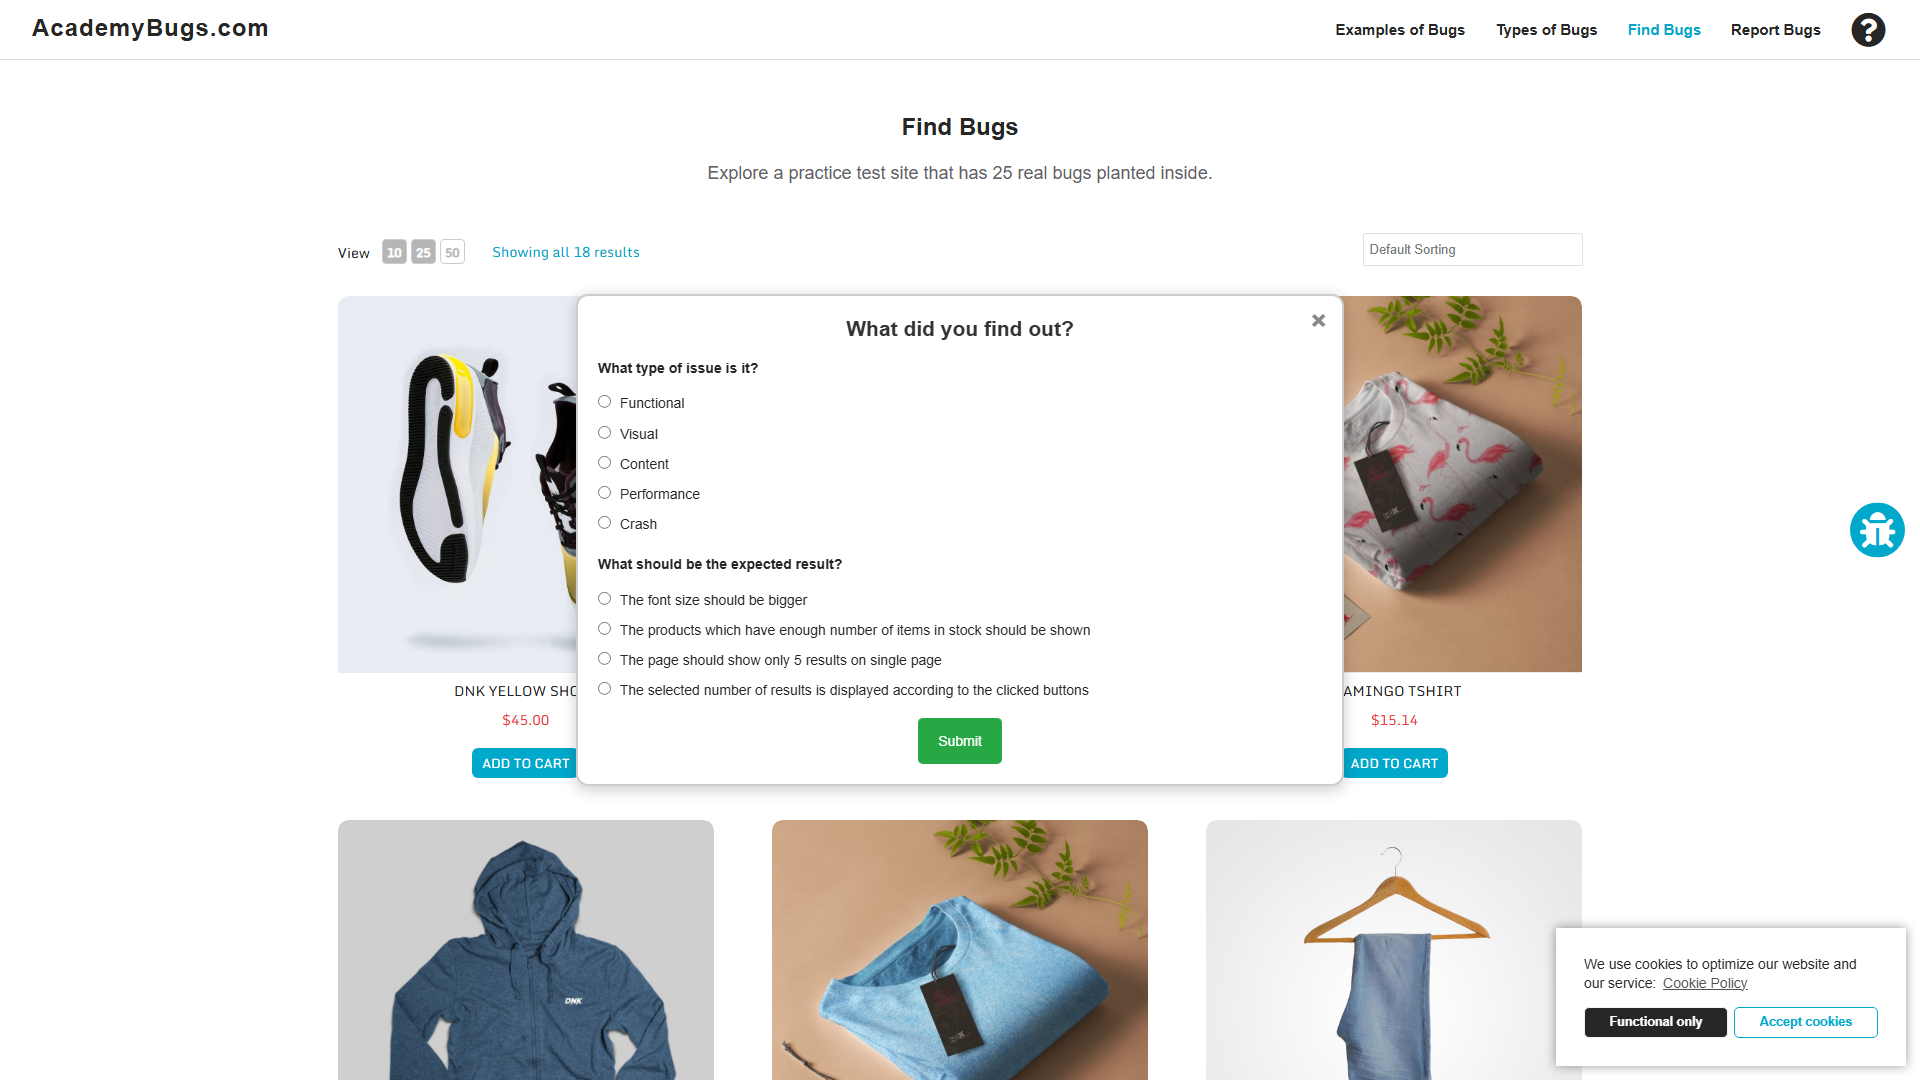 AcademyBugs.com
Examples of Bugs
Types of Bugs
Find Bugs
Report Bugs
Find Bugs
Explore a practice test site that has 25 real bugs planted inside.
View 10 25 50 Showing all 18 results
Default Sorting
What did you find out?
What type of issue is it?
Functional
Visual
Content
Performance
Crash
What should be the expected result?
The font size should be bigger
The products which have enough number of items in stock should be shown
The page should show only 5 results on single page
The selected number of results is displayed according to the clicked buttons
Submit
DNK YELLOW SHO
$45.00
ADD TO CART
AMINGO TSHIRT
$15.14
ADD TO CART
DNK
We use cookies to optimize our website and
our service: Cookie Policy
Functional only
Accept cookies